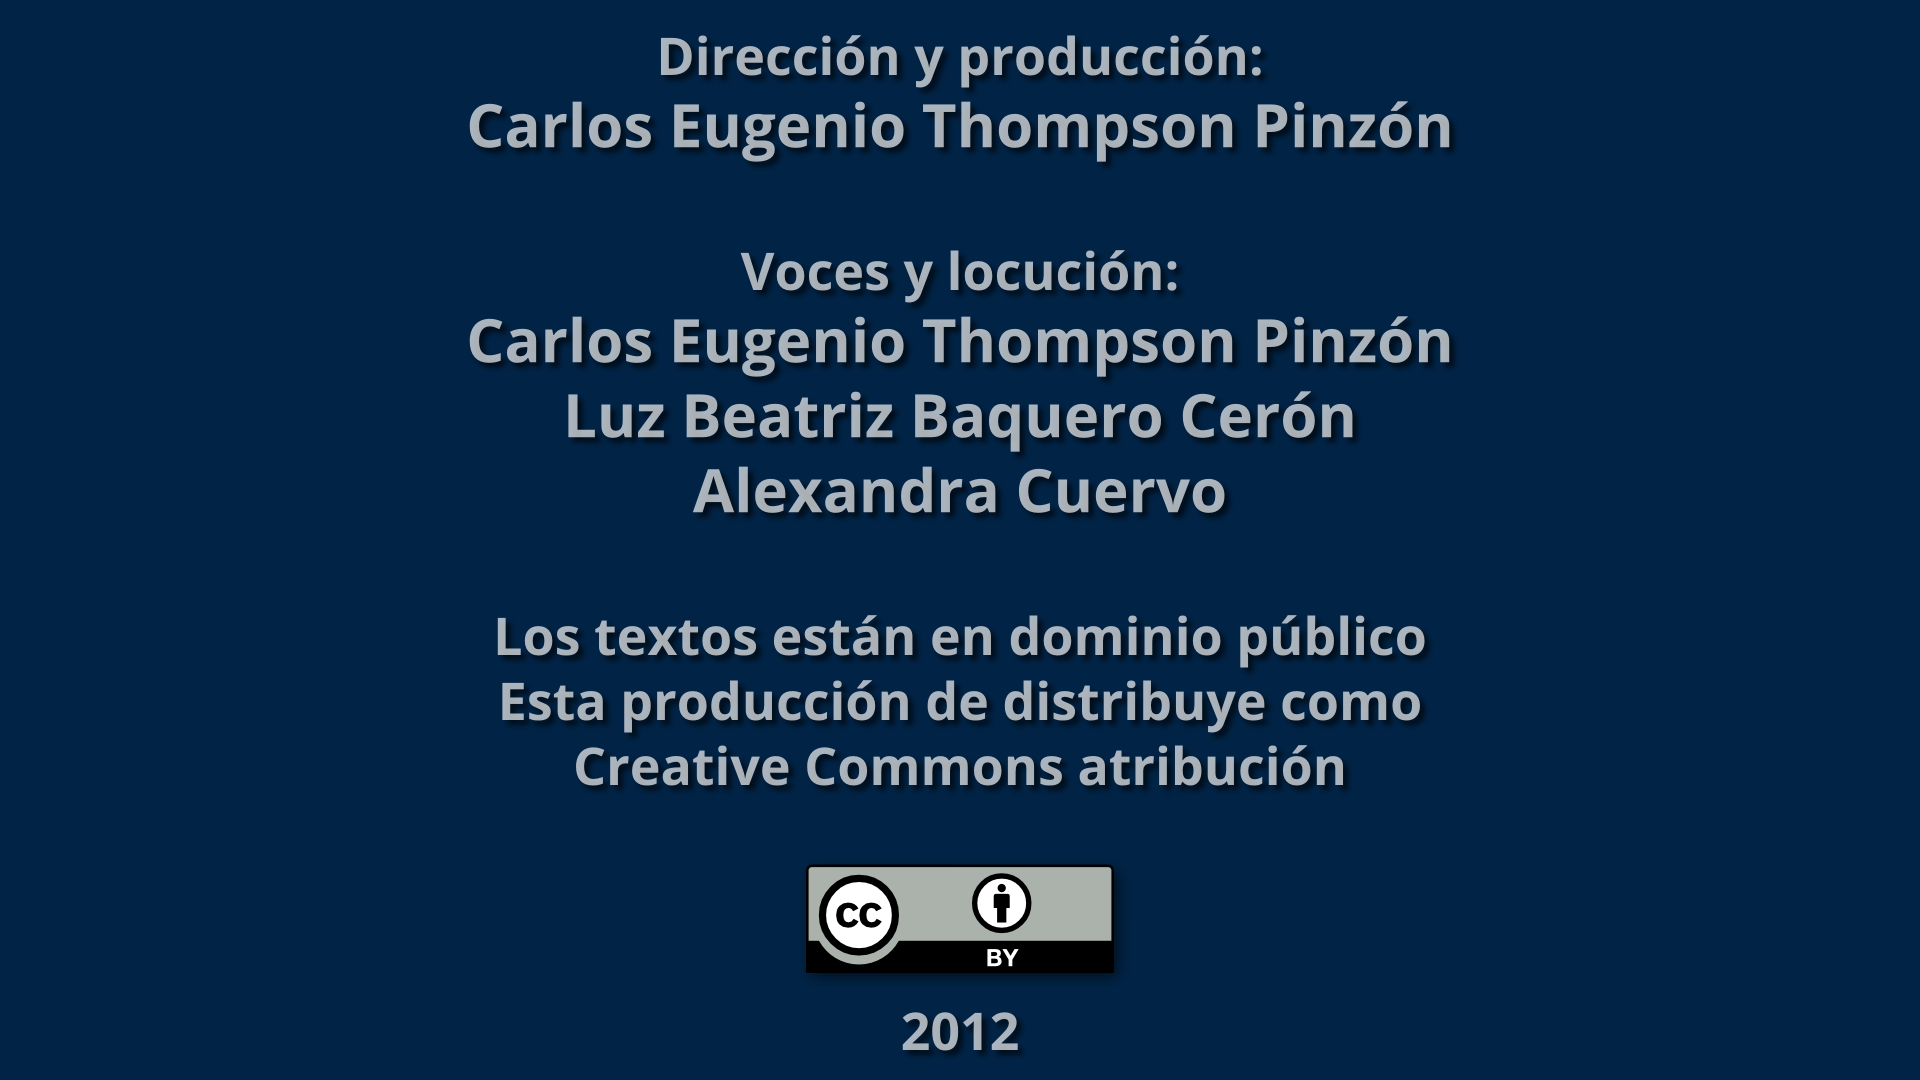 Dirección y producción:
Carlos Eugenio Thompson Pinzón
Voces y locución:
Carlos Eugenio Thompson Pinzón
Luz Beatriz Baquero Cerón
Alexandra Cuervo
Los textos están en dominio público
Esta producción de distribuye como
Creative Commons atribución
cc
BY
2012